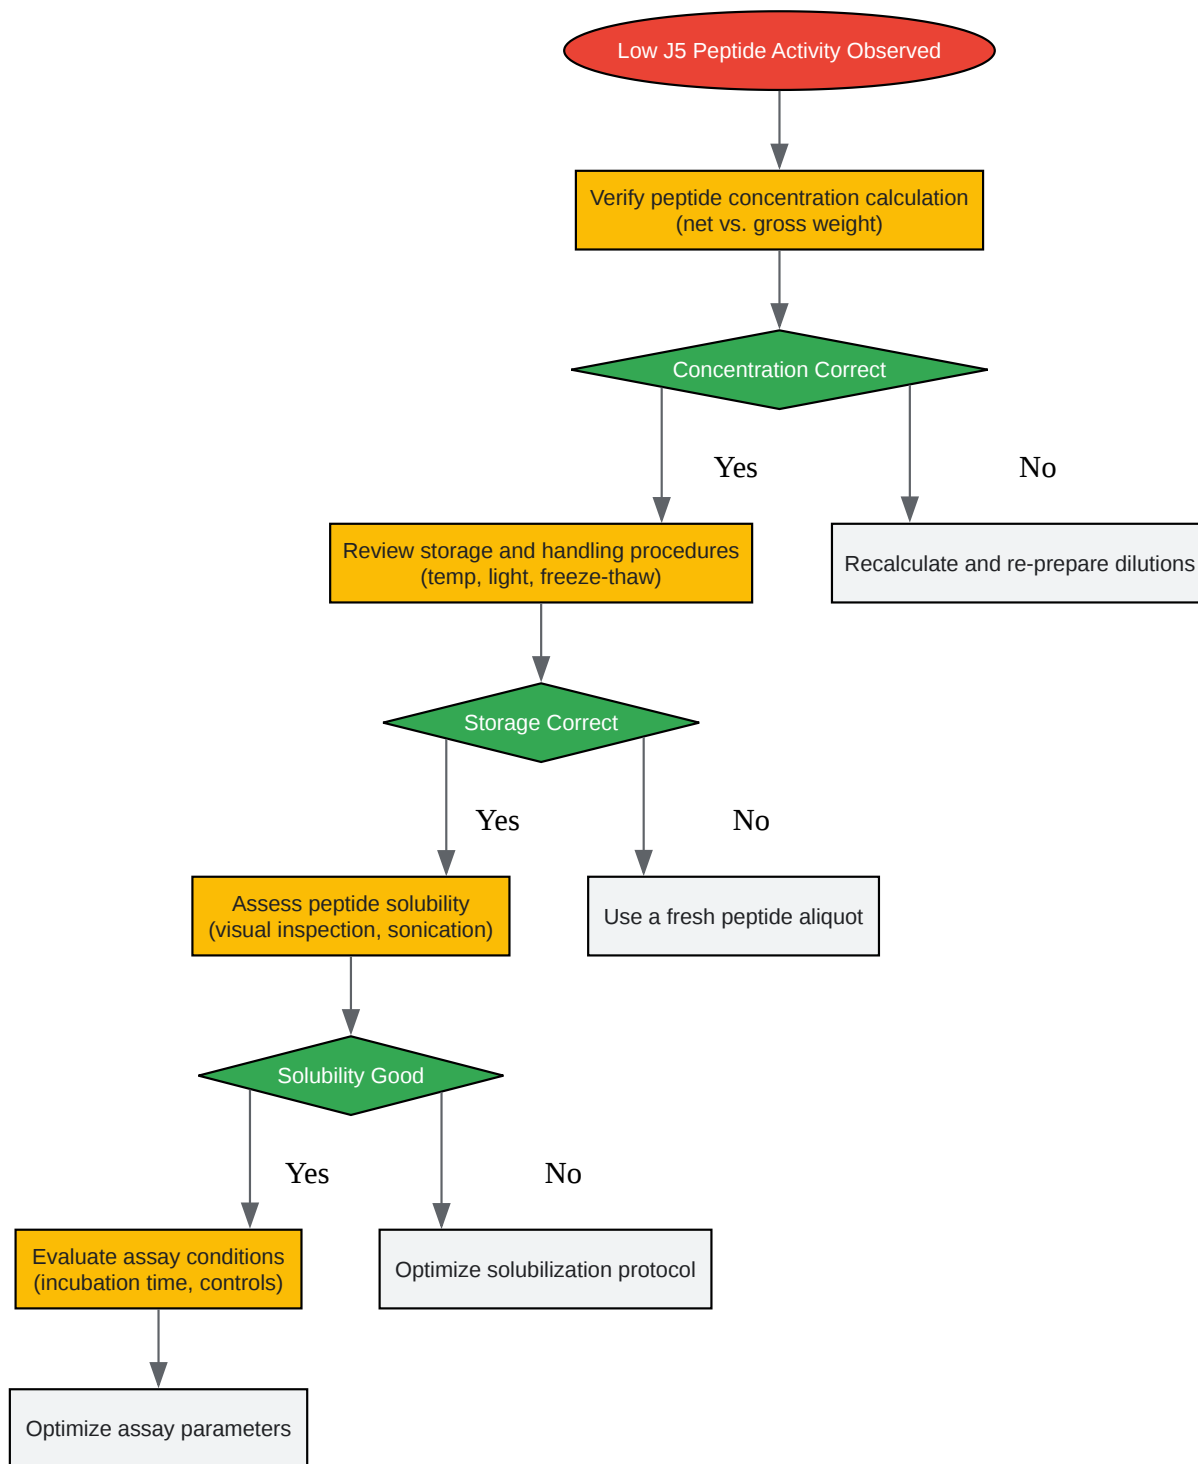 Low J5 Peptide Activity Observed
Verify peptide concentration calculation
(net vs. gross weight)
Concentration Correct
Yes
No
Review storage and handling procedures
(temp, light, freeze-thaw)
Recalculate and re-prepare dilutions
Storage Correct
Yes
No
Assess peptide solubility
(visual inspection, sonication)
Use a fresh peptide aliquot
Solubility Good
Yes
No
Evaluate assay conditions
(incubation time, controls)
Optimize solubilization protocol
Optimize assay parameters